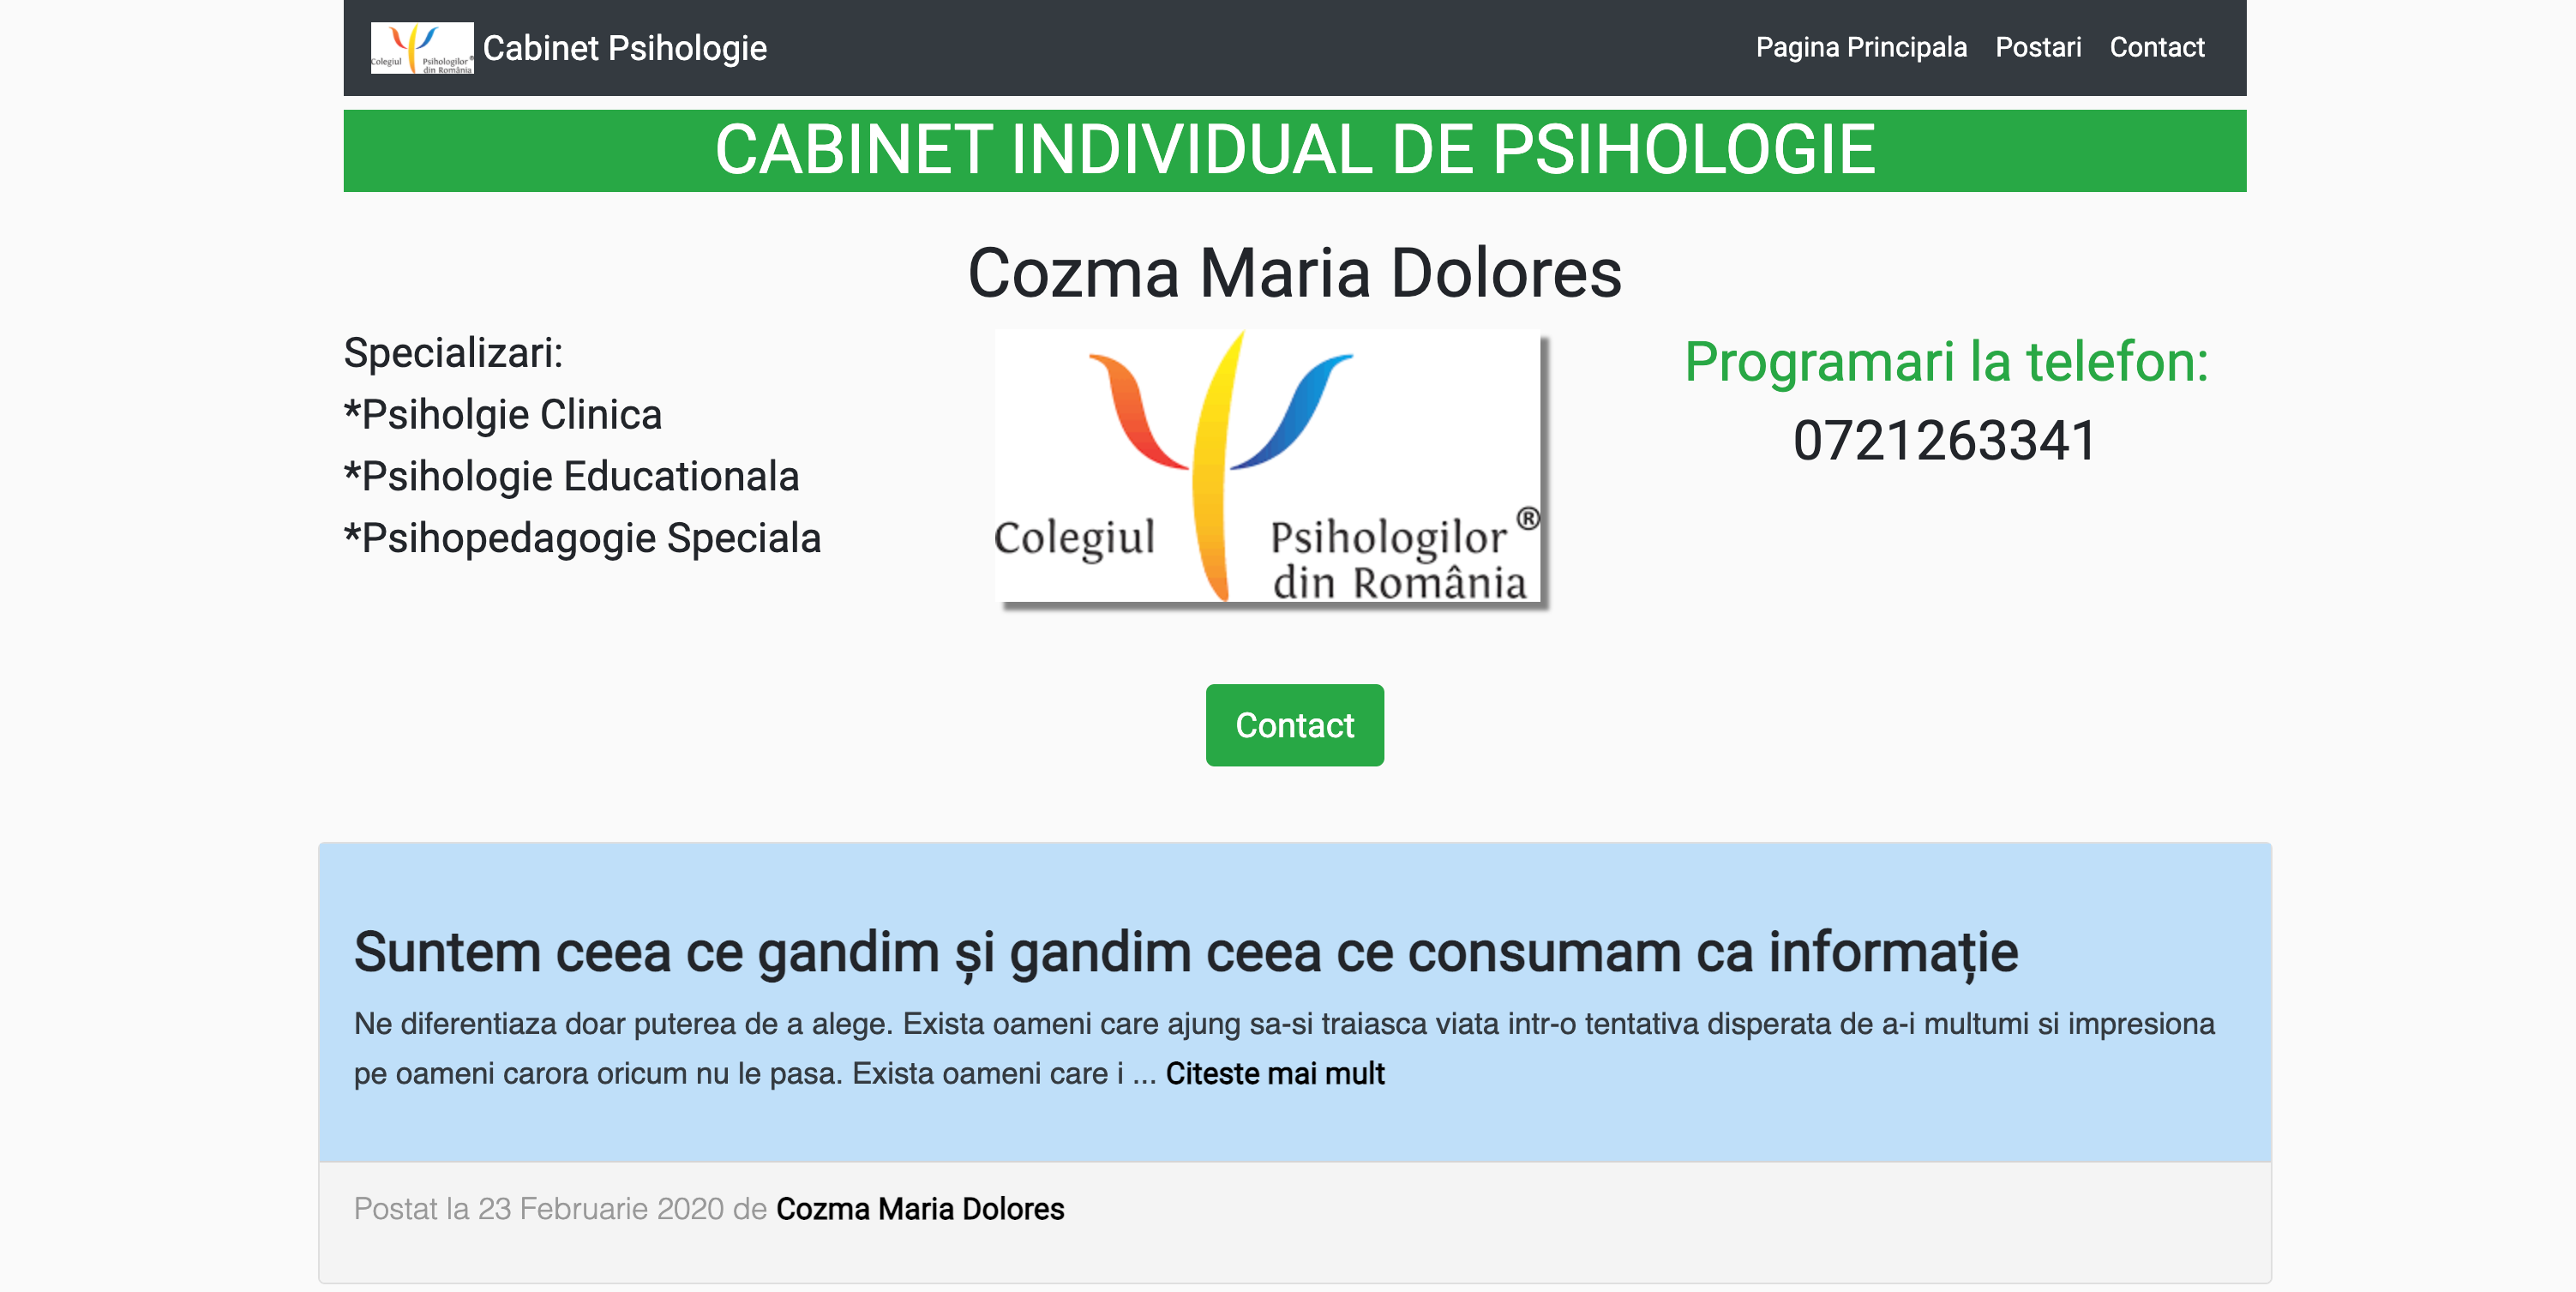 Colegiul Psihologilor ®
din România
Cabinet Psihologie
Pagina Principala Postari Contact
CABINET INDIVIDUAL DE PSIHOLOGIE
Cozma Maria Dolores
Specializari:
*Psiholgie Clinica
*Psihologie Educationala
*Psihopedagogie Speciala
Colegiul Psihologilor ®
din România
Programari la telefon:
0721263341
Contact
Suntem ceea ce gandim și gandim ceea ce consumam ca informație
Ne diferentiaza doar puterea de a alege. Exista oameni care ajung sa-si traiasca viata intr-o tentativa disperata de a-i multumi si impresiona
pe oameni carora oricum nu le pasa. Exista oameni care i ... Citeste mai mult
Postat la 23 Februarie 2020 de Cozma Maria Dolores